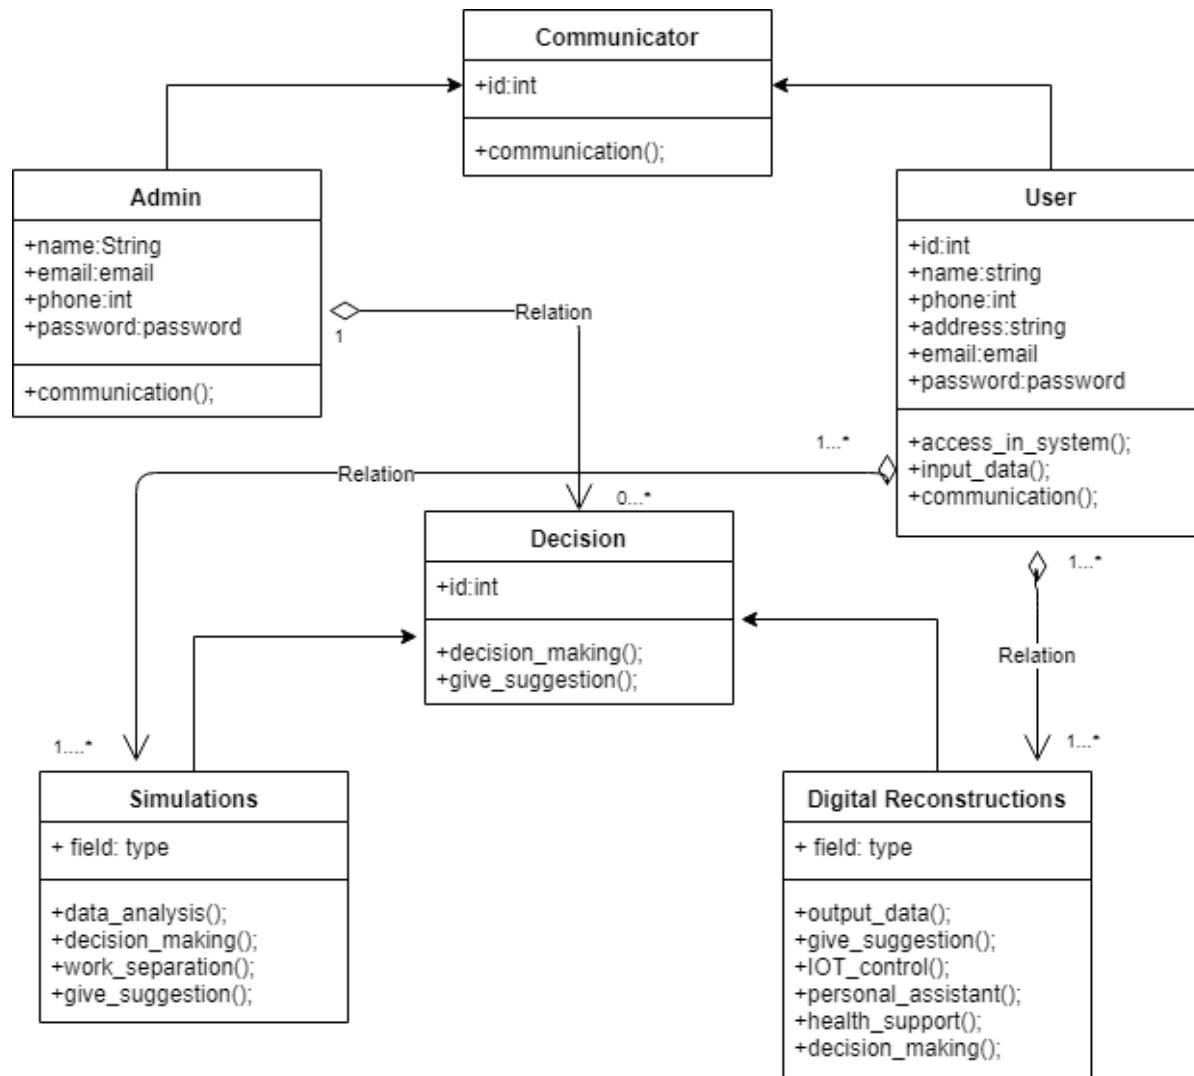 Communicator
+id:int
+communication();
Admin
+name:String
+email:email
+phone:int
+password:password
+communication();
User
+id:int
+name:string
+phone:int
+address:string
+email:email
+password:password
+access_in_system();
+input_data();
+communication();
1
Relation
1...*
Relation
0...*
Decision
+id:int
+decision_making();
+give_suggestion();
1...*
Relation
1...*
1....*
Simulations
+ field: type
+data_analysis();
+decision_making();
+work_separation();
+give_suggestion();
Digital Reconstructions
+ field: type
+output_data();
+give_suggestion();
+IOT_control();
+personal_assistant();
+health_support();
+decision_making();